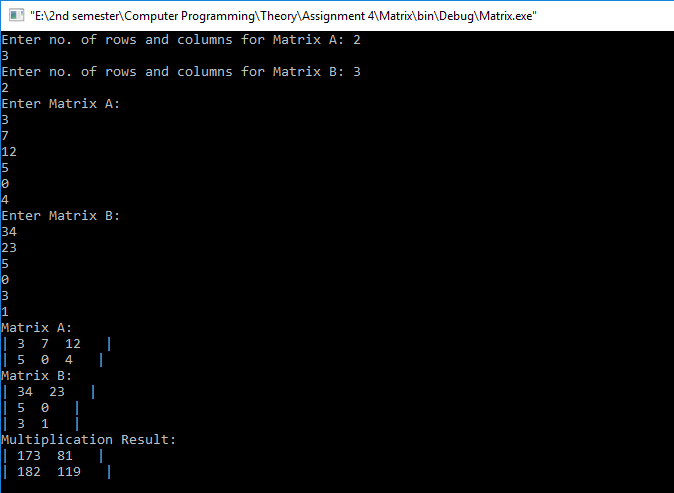 "E:\2nd semester\Computer Programming\Theory\Assignment 4\Matrix\bin\Debug\Matrix.exe"
Enter no. of rows and columns for Matrix A: 2
3
Enter no. of rows and columns for Matrix B: 3
2
Enter Matrix A:
3
7
12
5
0
4
Enter Matrix B:
34
23
5
0
3
1
Matrix A:
| 3  7  12   |
| 5  0  4   |
Matrix B:
| 34  23   |
| 5  0   |
| 3  1   |
Multiplication Result:
| 173  81   |
| 182  119   |